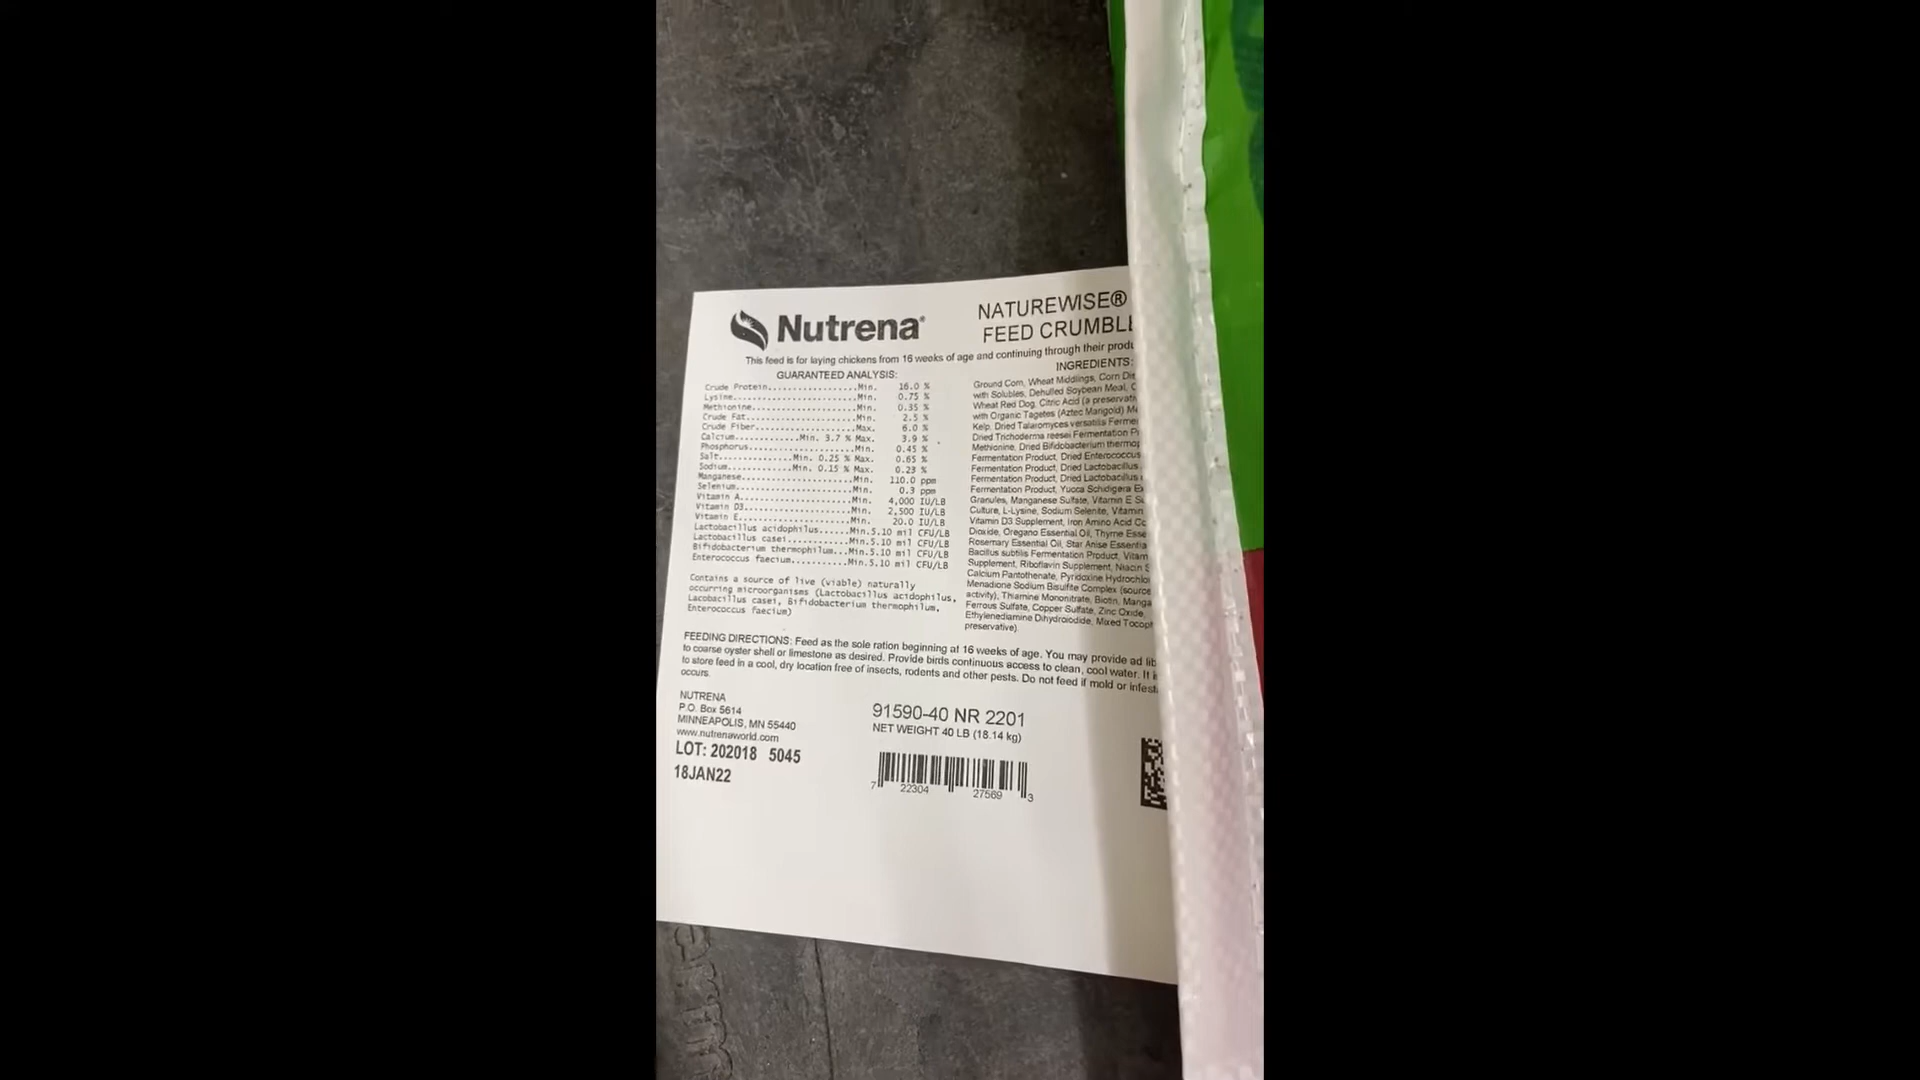 Nutrena®
NATUREWISE®
FEED CRUMBLE
This feed is for laying chickens from 16 weeks of age and continuing through their produ
GUARANTEED ANALYSIS:
Crude Protein.................Min. 16.0 %
Lysine........................Min. 0.75 %
Methionine....................Min. 0.35 %
Crude Fat.....................Min. 2.5 %
Crude Fiber...................Max. 6.0 %
Calcium............Min. 3.7 % Max. 3.9 %
Phosphorus....................Min. 0.45 %
Salt..............Min. 0.25 % Max. 0.65 %
Sodium............Min. 0.15 % Max. 0.23 %
Manganese.....................Min. 110.0 ppm
Selenium......................Min. 0.3 ppm
Vitamin A.....................Min. 4,000 IU/LB
Vitamin D3....................Min. 2,500 IU/LB
Vitamin E.....................Min. 20.0 IU/LB
Lactobacillus acidophilus......Min.5.10 mil CFU/LB
Lactobacillus casei............Min.5.10 mil CFU/LB
Bifidobacterium thermophilum...Min.5.10 mil CFU/LB
Enterococcus faecium...........Min.5.10 mil CFU/LB
Contains a source of live (viable) naturally
occurring microorganisms (Lactobacillus acidophilus,
Lacobacillus casei, Bifidobacterium thermophilum,
Enterococcus faecium)
INGREDIENTS:
Ground Corn, Wheat Middlings, Corn Dis
with Solubles, Dehulled Soybean Meal, C
Wheat Red Dog, Citric Acid (a preservati
with Organic Tagetes (Aztec Marigold) Me
Kelp, Dried Talaromyces versatilis Fermer
Dried Trichoderma reesei Fermentation Pr
Methionine, Dried Bifidobacterium thermop
Fermentation Product, Dried Enterococcus
Fermentation Product, Dried Lactobacillus
Fermentation Product, Dried Lactobacillus
Fermentation Product, Yucca Schidigera Ex
Granules, Manganese Sulfate, Vitamin E Su
Culture, L-Lysine, Sodium Selenite, Vitamin
Vitamin D3 Supplement, Iron Amino Acid Co
Dioxide, Oregano Essential Oil, Thyme Esse
Rosemary Essential Oil, Star Anise Essentia
Bacillus subtilis Fermentation Product, Vitam
Supplement, Riboflavin Supplement, Niacin S
Calcium Pantothenate, Pyridoxine Hydrochlo
Menadione Sodium Bisulfite Complex (source
activity), Thiamine Mononitrate, Biotin, Manga
Ferrous Sulfate, Copper Sulfate, Zinc Oxide,
Ethylenediamine Dihydroiodide, Mixed Tocoph
preservative).
FEEDING DIRECTIONS: Feed as the sole ration beginning at 16 weeks of age. You may provide ad lib
to coarse oyster shell or limestone as desired. Provide birds continuous access to clean, cool water. It i
to store feed in a cool, dry location free of insects, rodents and other pests. Do not feed if mold or infest
occurs.
NUTRENA
P.O. Box 5614
MINNEAPOLIS, MN 55440
www.nutrenaworld.com
LOT: 202018 5045
18JAN22
91590-40 NR 2201
NET WEIGHT 40 LB (18.14 kg)
7 22304 27569 3